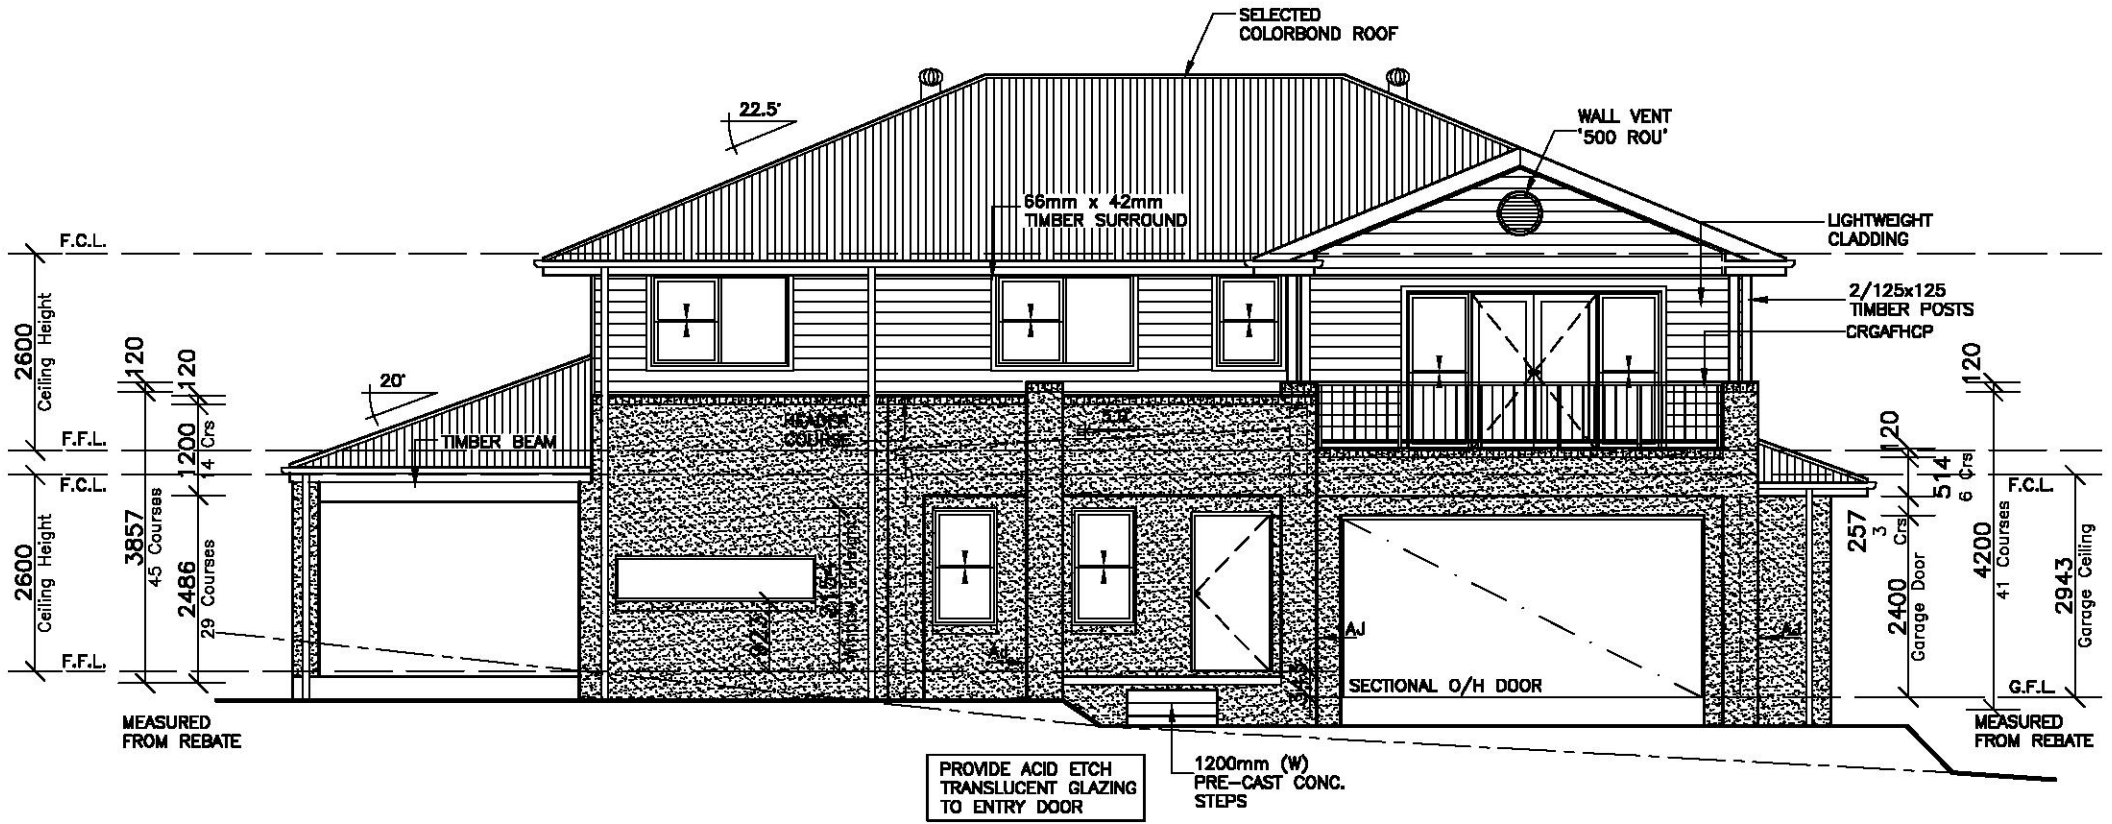 SELECTED
COLORBOND ROOF
WALL VENT
'500 ROU'
22.5°
66mm x 42mm
TIMBER SURROUND
LIGHTWEIGHT
CLADDING
2/125x125
TIMBER POSTS
CRGAFHCP
F.C.L.
2600
Ceiling Height
F.F.L.
F.C.L.
2600
Ceiling Height
F.F.L.
120
3857
45 Courses
120
1200
14 Crs
2486
29 Courses
MEASURED
FROM REBATE
20°
TIMBER BEAM
HEADER
COURSE
Window Height
AJ
AJ
AJ
SECTIONAL O/H DOOR
120
514
6 Crs
257
3
Crs
2400
Garage Door
120
4200
41 Courses
F.C.L.
2943
Garage Ceiling
G.F.L.
MEASURED
FROM REBATE
PROVIDE ACID ETCH
TRANSLUCENT GLAZING
TO ENTRY DOOR
1200mm (W)
PRE-CAST CONC.
STEPS